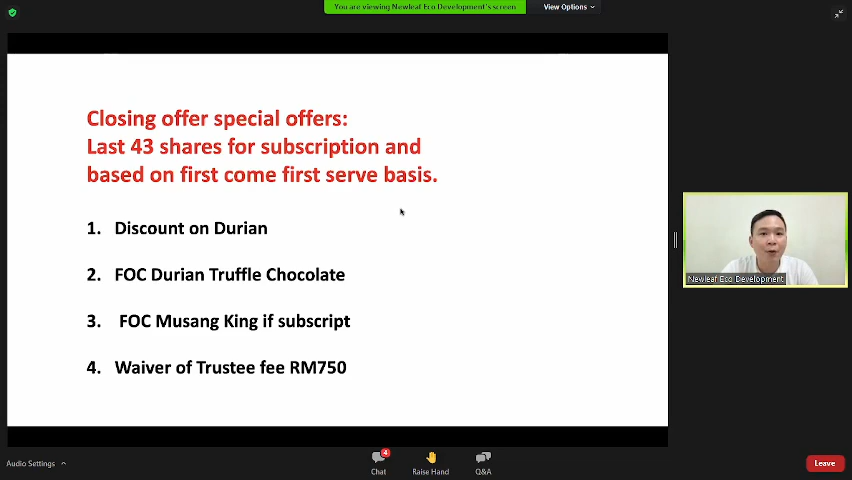 You are viewing Newleaf Eco Development's screen
View Options
Closing offer special offers:
Last 43 shares for subscription and
based on first come first serve basis.
1. Discount on Durian
2. FOC Durian Truffle Chocolate
3. FOC Musang King if subscript
4. Waiver of Trustee fee RM750
Newleaf Eco Development
Audio Settings
4
Chat
Raise Hand
Q&A
Leave